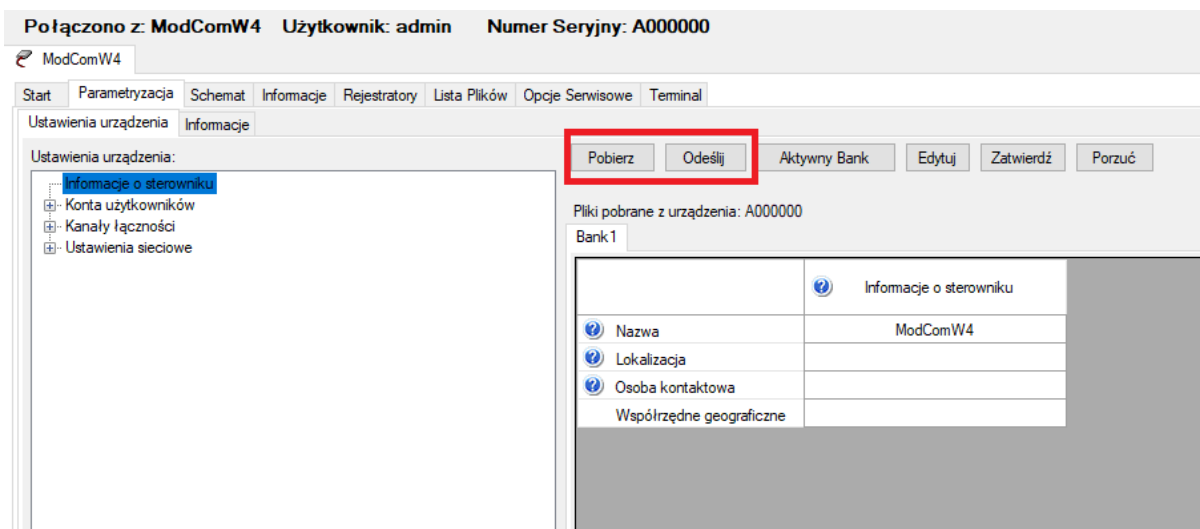 Połączono z: ModComW4 Użytkownik: admin Numer Seryjny: A000000
ModComW4
Start Parametryzacja Schemat Informacje Rejestratory Lista Plików Opcje Serwisowe Terminal
Ustawienia urządzenia Informacje
Ustawienia urządzenia:
Informacje o sterowniku
Konta użytkowników
Kanały łączności
Ustawienia sieciowe
Pobierz Odeślij Aktywny Bank Edytuj Zatwierdź Porzuć
Pliki pobrane z urządzenia: A000000
Bank1
Informacje o sterowniku
Nazwa ModComW4
Lokalizacja
Osoba kontaktowa
Współrzędne geograficzne